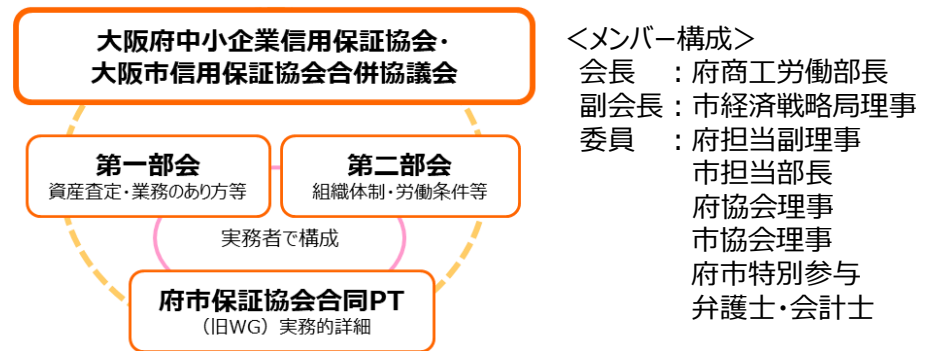 大阪府中小企業信用保証協会・
大阪市信用保証協会合併協議会
第一部会
資産査定・業務のあり方等
第二部会
組織体制・労働条件等
実務者で構成
府市保証協会合同PT
（旧WG）実務的詳細
＜メンバー構成＞
会長　：府商工労働部長
副会長：市経済戦略局理事
委員　：府担当副理事
市担当部長
府協会理事
市協会理事
府市特別参与
弁護士・会計士